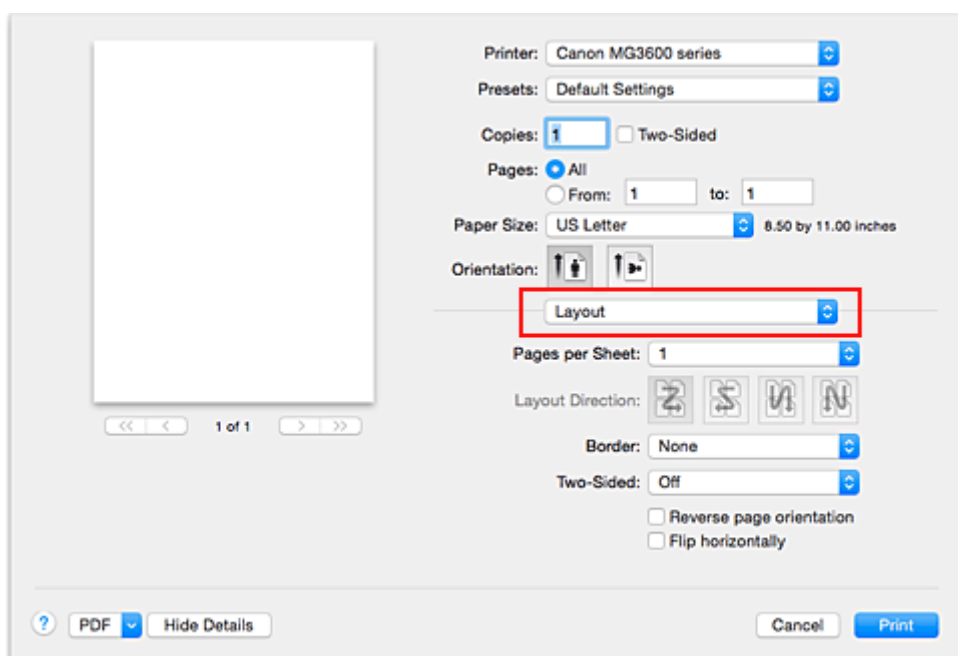 Printer: Canon MG3600 series
Presets: Default Settings
Copies: 1 Two-Sided
Pages: All
From: 1 to: 1
Paper Size: US Letter 8.50 by 11.00 inches
Orientation:
Layout
Pages per Sheet: 1
Layout Direction:
<< < 1 of 1 > >>
Border: None
Two-Sided: Off
Reverse page orientation
Flip horizontally
? PDF Hide Details Cancel Print